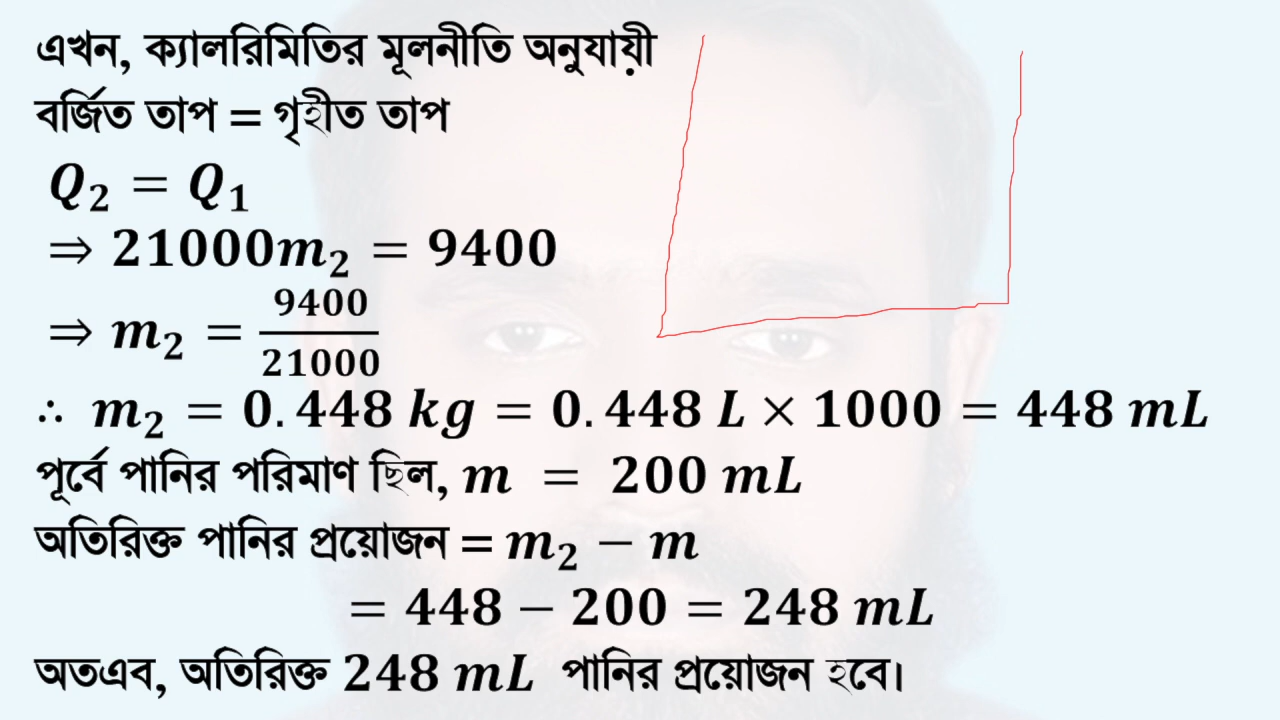 এখন, ক্যালরিমিতির মূলনীতি অনুযায়ী
বর্জিত তাপ = গৃহীত তাপ
Q₂ = Q₁
⇒ 21000m₂ = 9400
⇒ m₂ = 9400/21000
∴ m₂ = 0.448 kg = 0.448 L × 1000 = 448 mL
পূর্বে পানির পরিমাণ ছিল, m = 200 mL
অতিরিক্ত পানির প্রয়োজন = m₂ − m
= 448 − 200 = 248 mL
অতএব, অতিরিক্ত 248 mL পানির প্রয়োজন হবে।